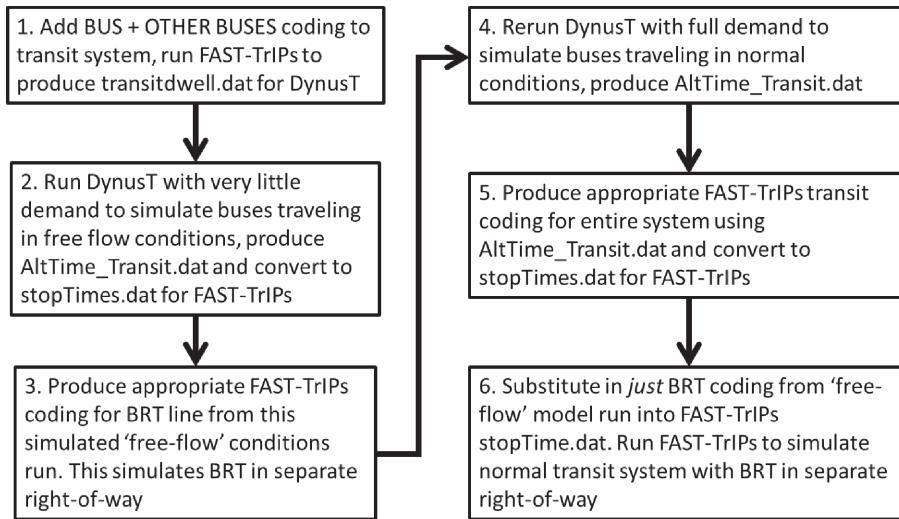 1. Add BUS + OTHER BUSES coding to
transit system, run FAST-TrIPs to
produce transitdwell.dat for DynusT
2. Run DynusT with very little
demand to simulate buses traveling
in free flow conditions, produce
AltTime_Transit.dat and convert to
stopTimes.dat for FAST-TrIPs
3. Produce appropriate FAST-TrIPs
coding for BRT line from this
simulated ‘free-flow’ conditions
run. This simulates BRT in separate
right-of-way
4. Rerun DynusT with full demand to
simulate buses traveling in normal
conditions, produce AltTime_Transit.dat
5. Produce appropriate FAST-TrIPs transit
coding for entire system using
AltTime_Transit.dat and convert to
stopTimes.dat for FAST-TrIPs
6. Substitute in just BRT coding from ‘free-
flow’ model run into FAST-TrIPs
stopTime.dat. Run FAST-TrIPs to simulate
normal transit system with BRT in separate
right-of-way